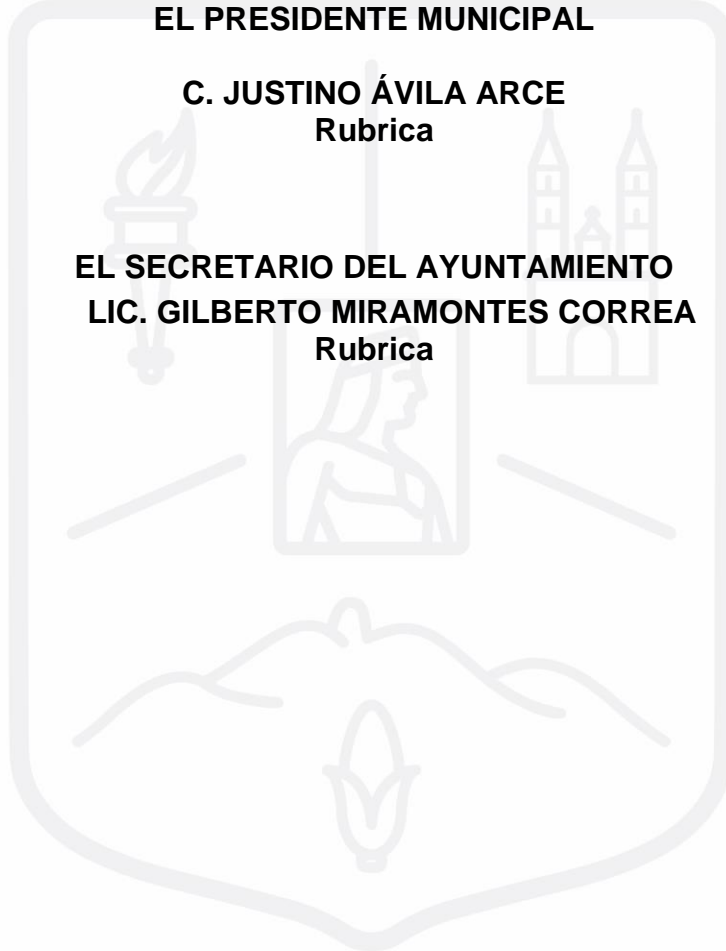 EL PRESIDENTE MUNICIPAL
C. JUSTINO ÁVILA ARCE
Rubrica
EL SECRETARIO DEL AYUNTAMIENTO
LIC. GILBERTO MIRAMONTES CORREA
Rubrica